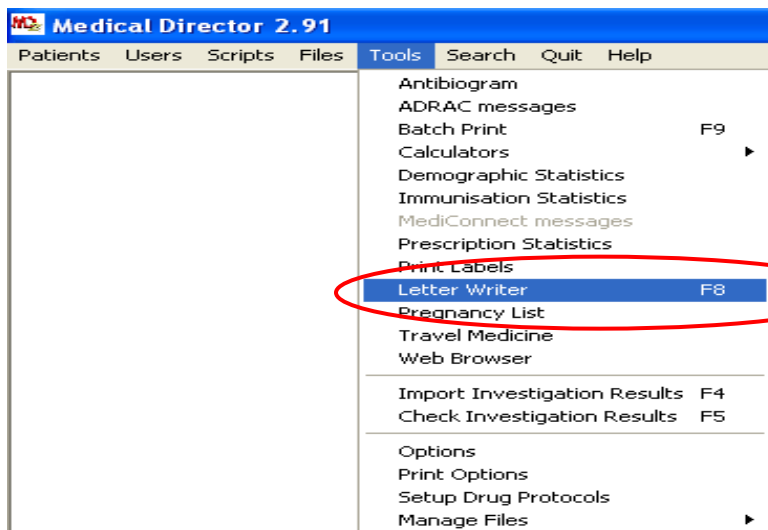 Medical Director 2.91
Patients Users Scripts Files Tools Search Quit Help
Antibiogram
ADRAC messages
Batch Print F9
Calculators
Demographic Statistics
Immunisation Statistics
MediConnect messages
Prescription Statistics
Print Labels
Letter Writer F8
Pregnancy List
Travel Medicine
Web Browser
Import Investigation Results F4
Check Investigation Results F5
Options
Print Options
Setup Drug Protocols
Manage Files